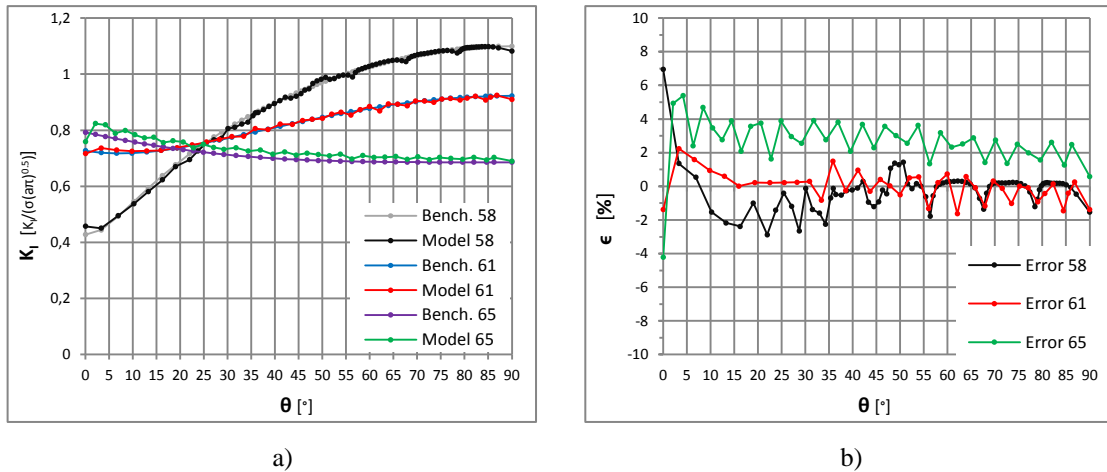 1,2
1
0,8
0,6
0,4
0,2
0
K_I [K_I/(σ(aπ)^0.5)]
0 5 10 15 20 25 30 35 40 45 50 55 60 65 70 75 80 85 90
θ [°]
Bench. 58
Model 58
Bench. 61
Model 61
Bench. 65
Model 65
a)
10
8
6
4
2
0
-2
-4
-6
-8
-10
ϵ [%]
0 5 10 15 20 25 30 35 40 45 50 55 60 65 70 75 80 85 90
θ [°]
Error 58
Error 61
Error 65
b)